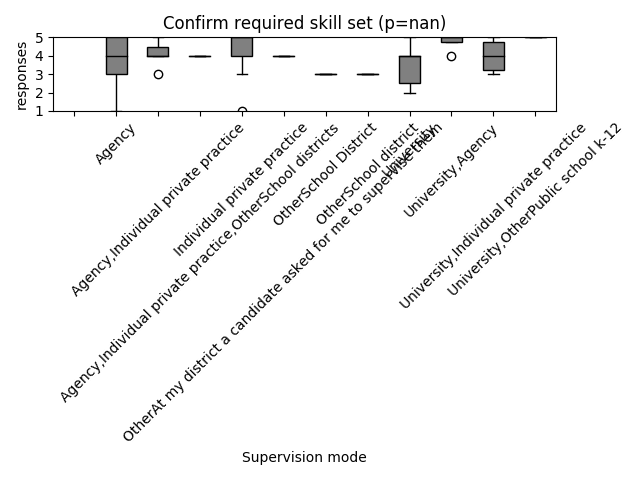 Confirm required skill set (p=nan)
responses
5
4
3
2
1
Agency
Agency,Individual private practice
Individual private practice
Agency,Individual private practice,OtherSchool districts
OtherSchool District
OtherAt my district a candidate asked for me to supervise them
OtherSchool district
University
University,Agency
University,Individual private practice
University,OtherPublic school k-12
Supervision mode